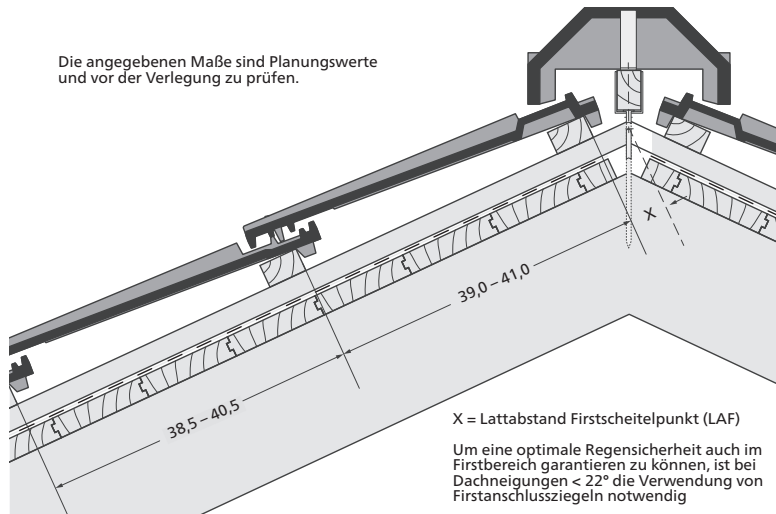 Die angegebenen Maße sind Planungswerte
und vor der Verlegung zu prüfen.
X
39,0 – 41,0
38,5 – 40,5
X = Lattabstand Firstscheitelpunkt (LAF)
Um eine optimale Regensicherheit auch im
Firstbereich garantieren zu können, ist bei
Dachneigungen < 22° die Verwendung von
Firstanschlussziegeln notwendig